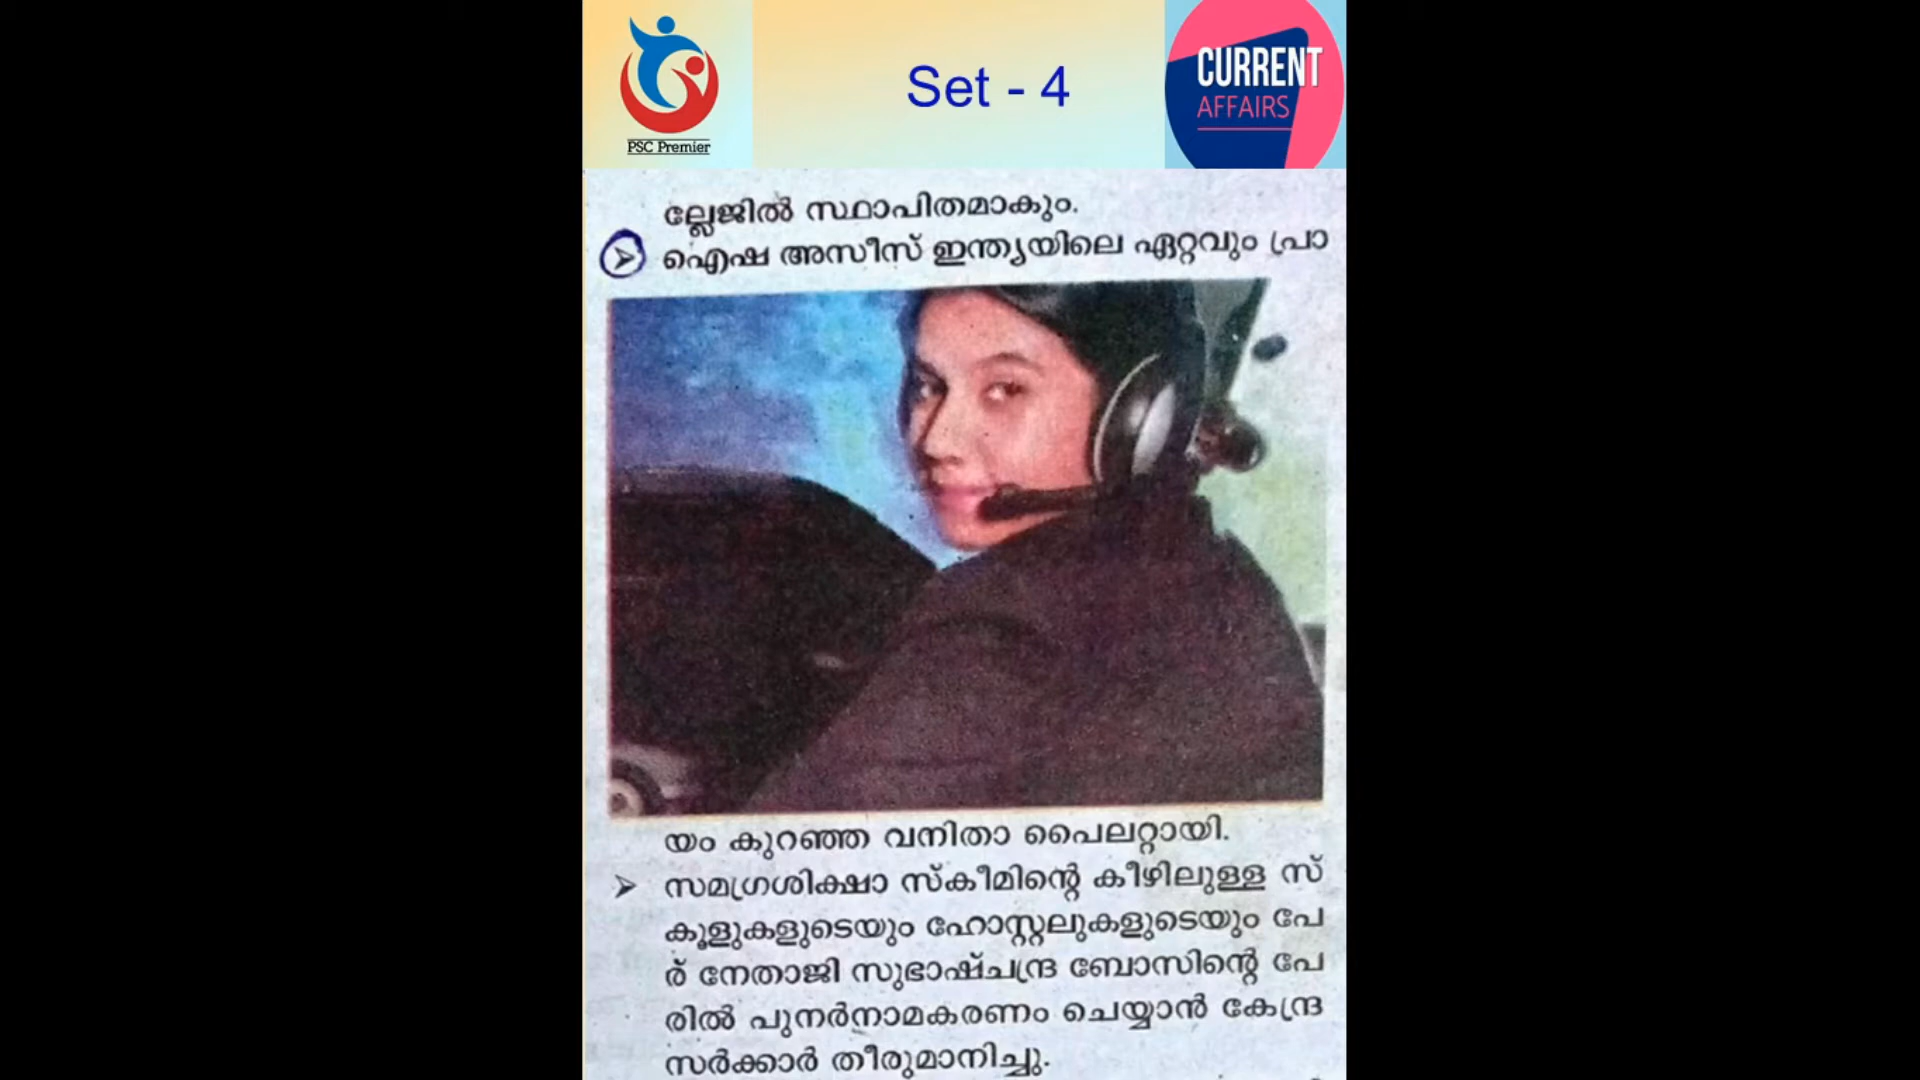 PSC Premier
Set - 4
CURRENT
AFFAIRS
ല്ലേജിൽ സ്ഥാപിതമാകും.
➤ ഐഷ അസീസ് ഇന്ത്യയിലെ ഏറ്റവും പ്രാ
യം കുറഞ്ഞ വനിതാ പൈലറ്റായി.
➤ സമഗ്രശിക്ഷാ സ്കീമിന്റെ കീഴിലുള്ള സ്
കൂളുകളുടെയും ഹോസ്റ്റലുകളുടെയും പേ
ര് നേതാജി സുഭാഷ്ചന്ദ്ര ബോസിന്റെ പേ
രിൽ പുനർനാമകരണം ചെയ്യാൻ കേന്ദ്ര
സർക്കാർ തീരുമാനിച്ചു.